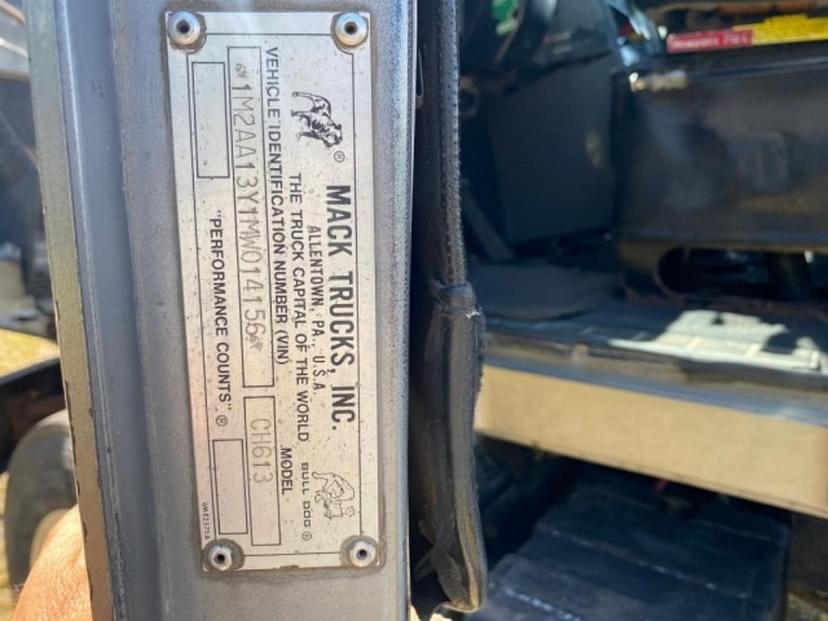 MACK TRUCKS, INC.
ALLENTOWN, PA., U.S.A.
THE TRUCK CAPITAL OF THE WORLD
BULL DOG ®
VEHICLE IDENTIFICATION NUMBER (VIN)
MODEL
1M2AA13Y1MW014156
CH613
"PERFORMANCE COUNTS" ®